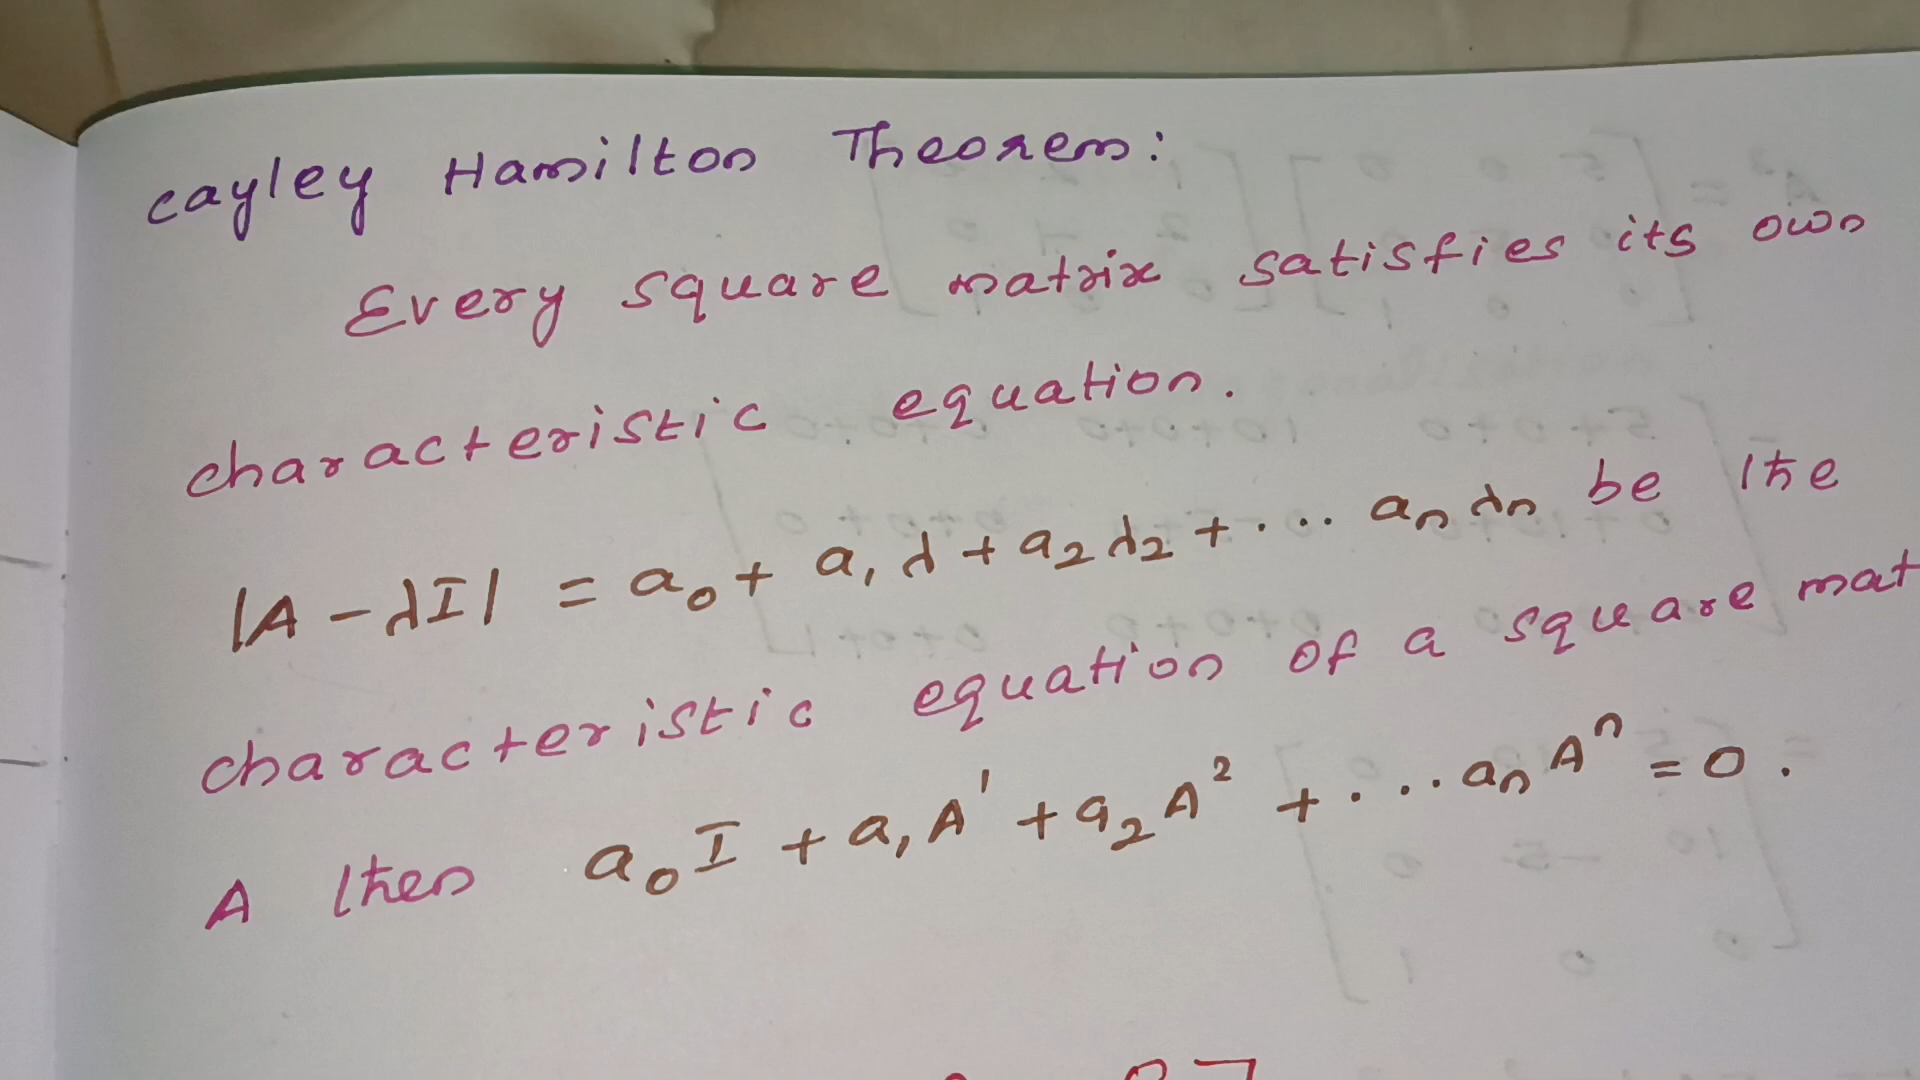 Cayley Hamilton Theorem:
Every square matrix satisfies its own
characteristic equation.
|A - λI| = a₀ + a₁λ + a₂λ₂ + ... aₙλₙ be the
characteristic equation of a square mat
A then a₀I + a₁A¹ + a₂A² + ... aₙAⁿ = 0.